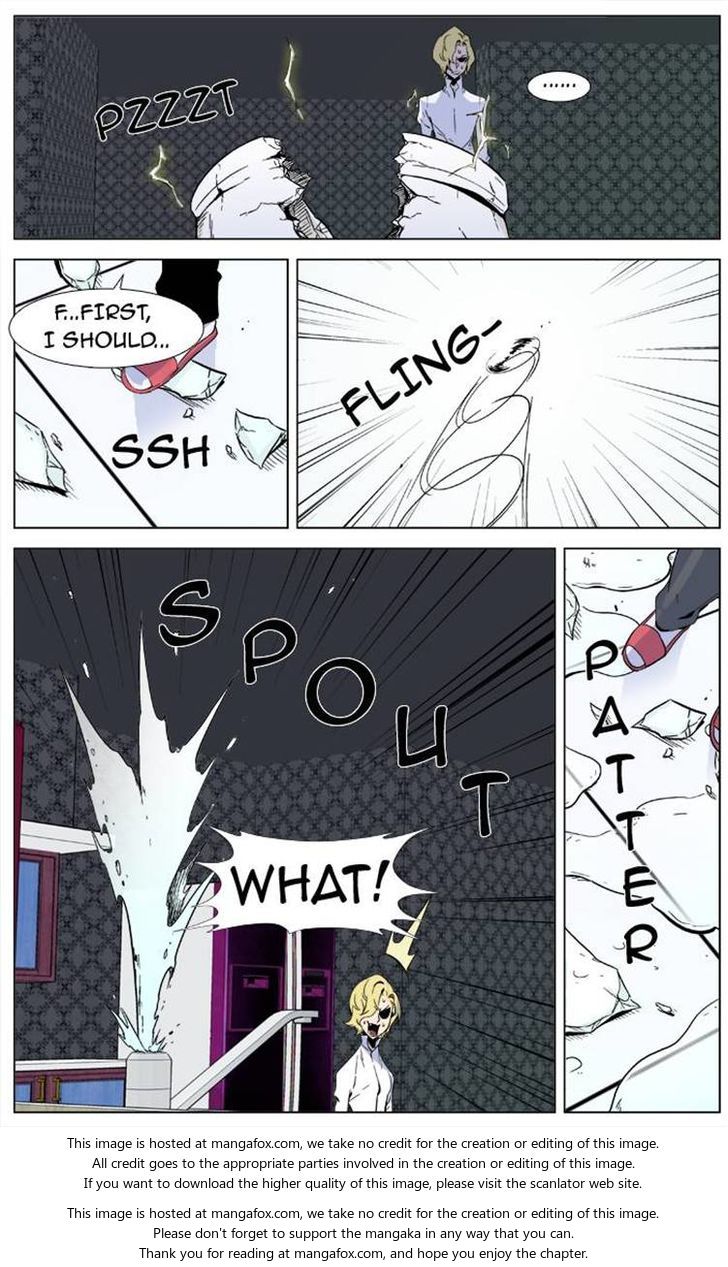 PZZZT
......
F...FIRST,
I SHOULD...
SSH
FLING-
SPOUT
WHAT!
PATTER
This image is hosted at mangafox.com, we take no credit for the creation or editing of this image.
All credit goes to the appropriate parties involved in the creation or editing of this image.
If you want to download the higher quality of this image, please visit the scanlator web site.
This image is hosted at mangafox.com, we take no credit for the creation or editing of this image.
Please don't forget to support the mangaka in any way that you can.
Thank you for reading at mangafox.com, and hope you enjoy the chapter.